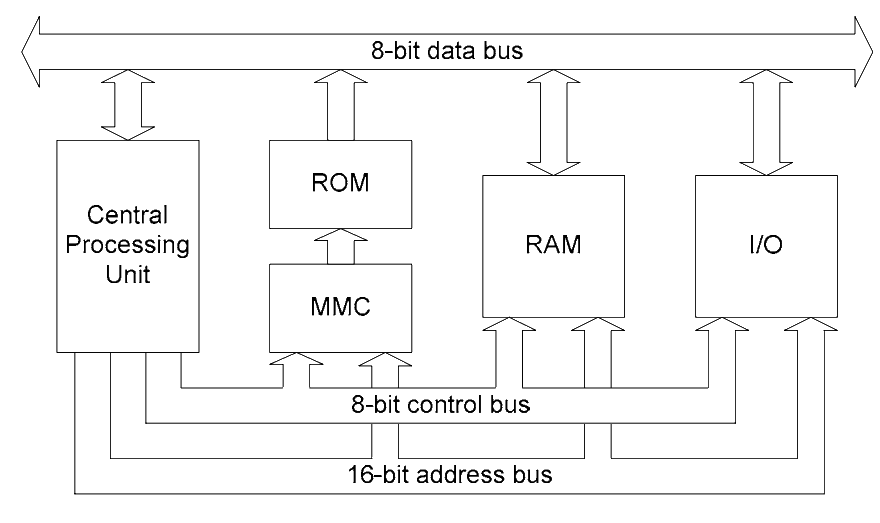 8-bit data bus
Central
Processing
Unit
ROM
MMC
RAM
I/O
8-bit control bus
16-bit address bus